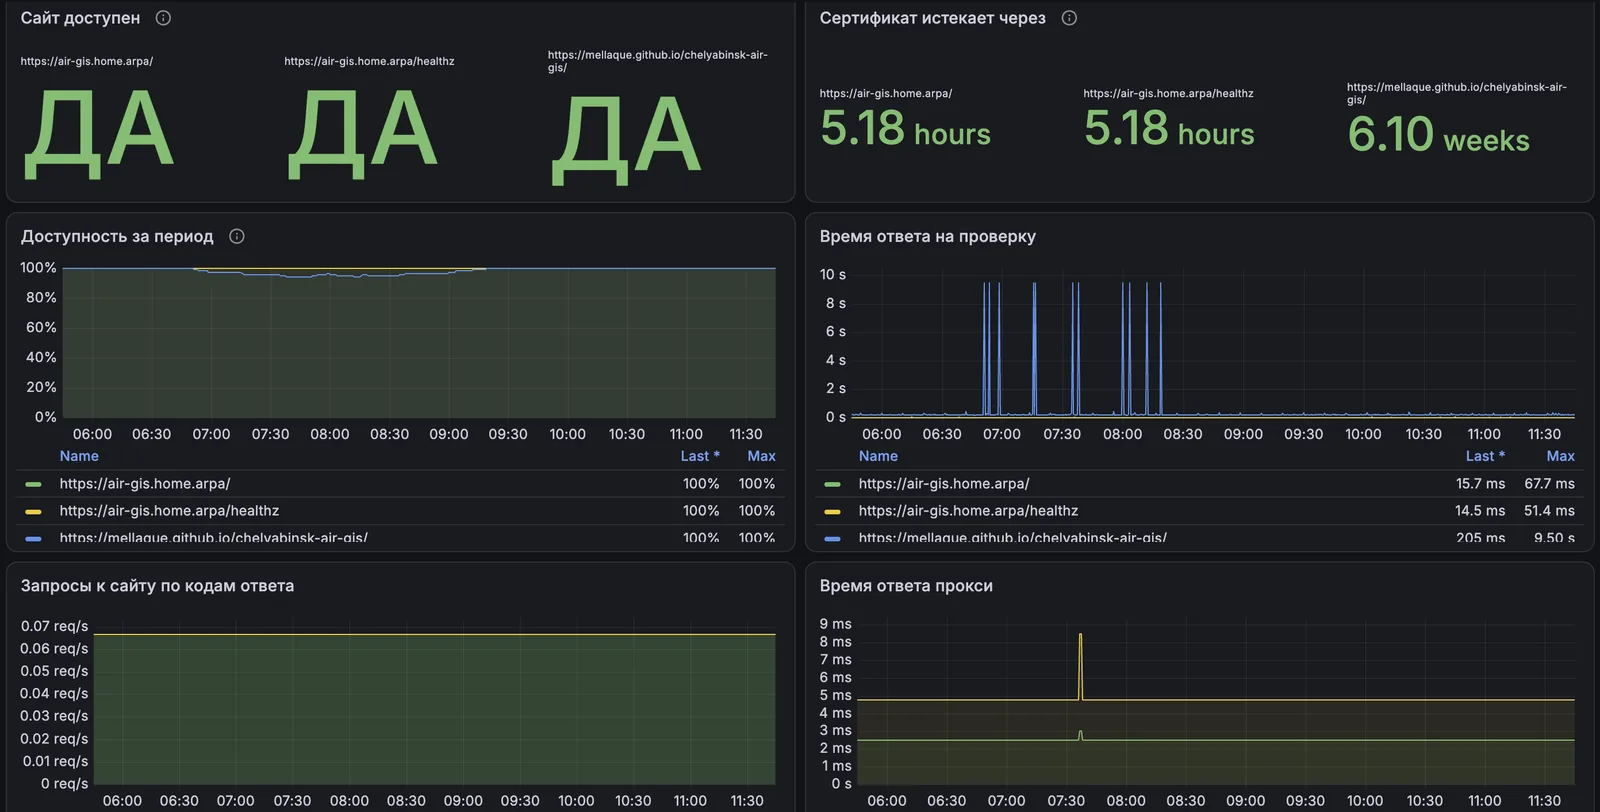 Сайт доступен
https://air-gis.home.arpa/
ДА
https://air-gis.home.arpa/healthz
ДА
https://mellaque.github.io/chelyabinsk-air-
gis/
ДА
Сертификат истекает через
https://air-gis.home.arpa/
5.18 hours
https://air-gis.home.arpa/healthz
5.18 hours
https://mellaque.github.io/chelyabinsk-air-
gis/
6.10 weeks
Доступность за период
100%
80%
60%
40%
20%
0%
06:00 06:30 07:00 07:30 08:00 08:30 09:00 09:30 10:00 10:30 11:00 11:30
Name Last * Max
https://air-gis.home.arpa/ 100% 100%
https://air-gis.home.arpa/healthz 100% 100%
https://mellaque.github.io/chelyabinsk-air-gis/ 100% 100%
Время ответа на проверку
10 s
8 s
6 s
4 s
2 s
0 s
06:00 06:30 07:00 07:30 08:00 08:30 09:00 09:30 10:00 10:30 11:00 11:30
Name Last * Max
https://air-gis.home.arpa/ 15.7 ms 67.7 ms
https://air-gis.home.arpa/healthz 14.5 ms 51.4 ms
https://mellaque.github.io/chelyabinsk-air-gis/ 205 ms 9.50 s
Запросы к сайту по кодам ответа
0.07 req/s
0.06 req/s
0.05 req/s
0.04 req/s
0.03 req/s
0.02 req/s
0.01 req/s
0 req/s
06:00 06:30 07:00 07:30 08:00 08:30 09:00 09:30 10:00 10:30 11:00 11:30
Время ответа прокси
9 ms
8 ms
7 ms
6 ms
5 ms
4 ms
3 ms
2 ms
1 ms
0 s
06:00 06:30 07:00 07:30 08:00 08:30 09:00 09:30 10:00 10:30 11:00 11:30